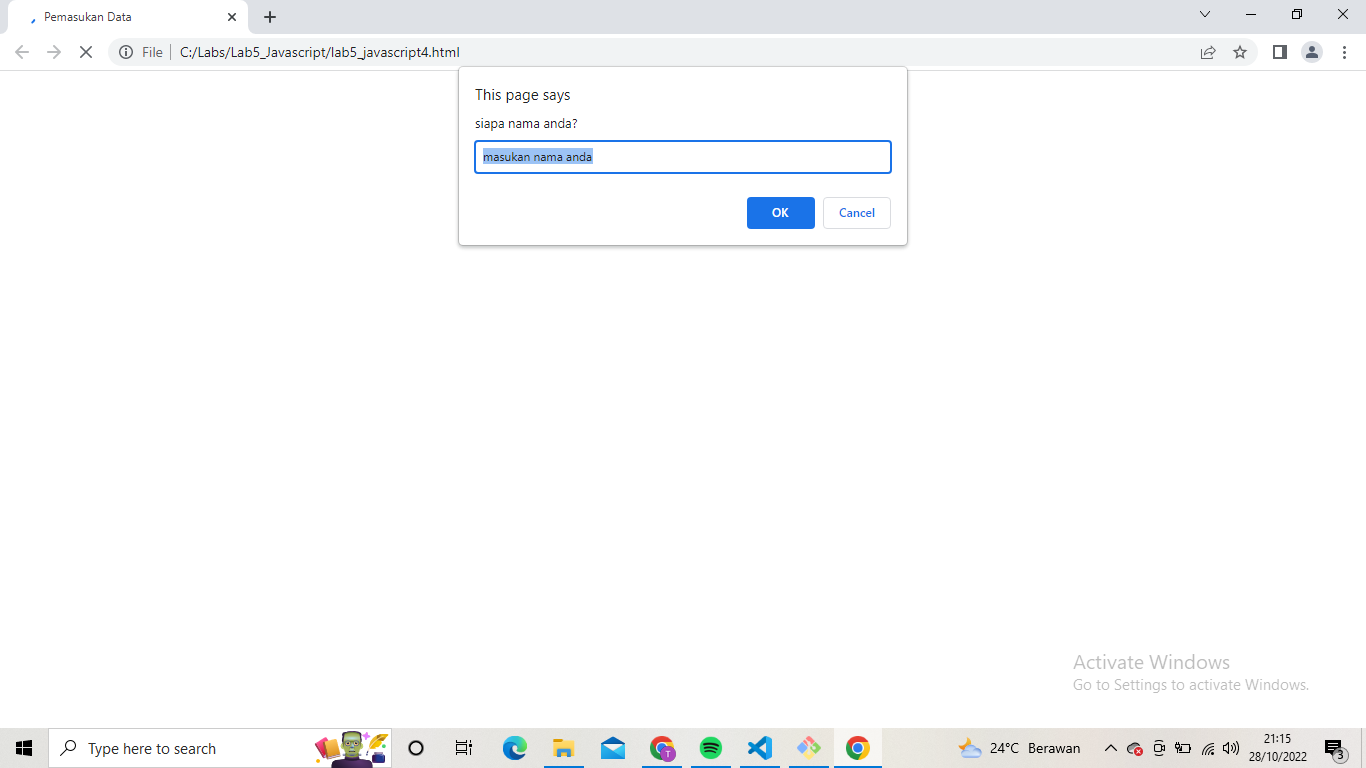 Pemasukan Data
File
C:/Labs/Lab5_Javascript/lab5_javascript4.html
This page says
siapa nama anda?
masukan nama anda
OK
Cancel
Activate Windows
Go to Settings to activate Windows.
Type here to search
T
24°C Berawan
21:15
28/10/2022
3